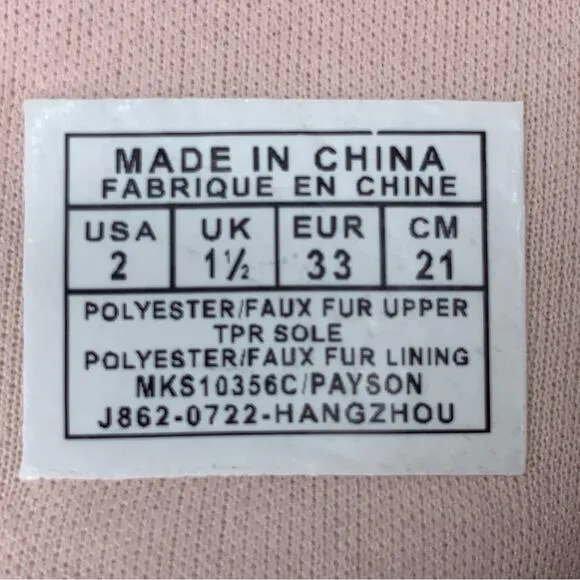 MADE IN CHINA
FABRIQUE EN CHINE
USA UK EUR CM
2 1½ 33 21
POLYESTER/FAUX FUR UPPER
TPR SOLE
POLYESTER/FAUX FUR LINING
MKS10356C/PAYSON
J862-0722-HANGZHOU